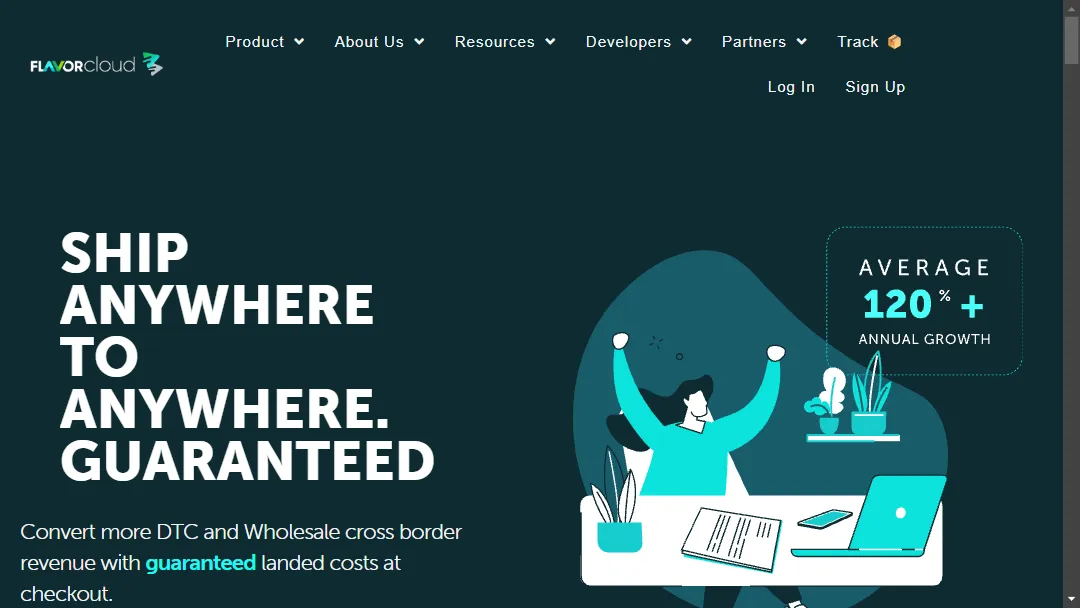 Product
About Us
Resources
Developers
Partners
Track
FLAVORcloud
Log In
Sign Up
SHIP
ANYWHERE
TO
ANYWHERE.
GUARANTEED
AVERAGE
120 % +
ANNUAL GROWTH
Convert more DTC and Wholesale cross border
revenue with guaranteed landed costs at
checkout.